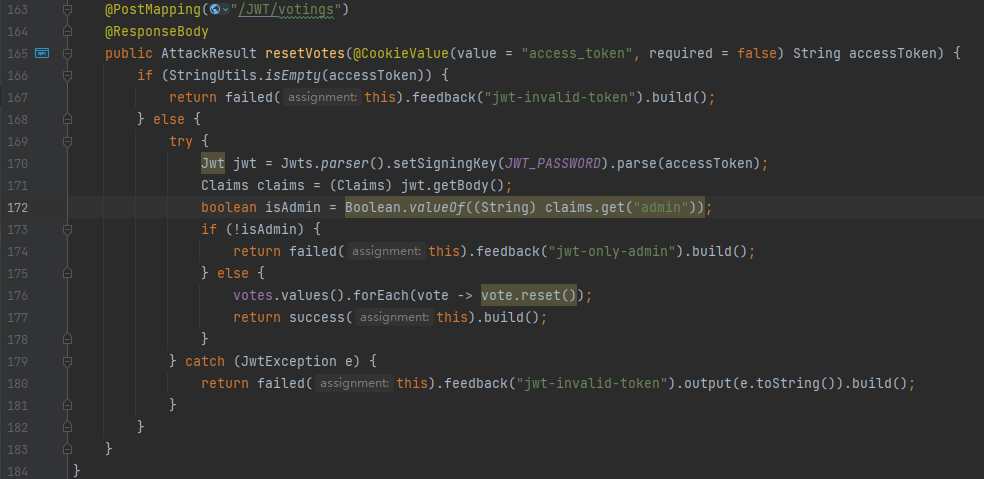 163 @PostMapping("/JWT/votings")
164 @ResponseBody
165 public AttackResult resetVotes(@CookieValue(value = "access_token", required = false) String accessToken) {
166 if (StringUtils.isEmpty(accessToken)) {
167 return failed( assignment: this).feedback("jwt-invalid-token").build();
168 } else {
169 try {
170 Jwt jwt = Jwts.parser().setSigningKey(JWT_PASSWORD).parse(accessToken);
171 Claims claims = (Claims) jwt.getBody();
172 boolean isAdmin = Boolean.valueOf((String) claims.get("admin"));
173 if (!isAdmin) {
174 return failed( assignment: this).feedback("jwt-only-admin").build();
175 } else {
176 votes.values().forEach(vote -> vote.reset());
177 return success( assignment: this).build();
178 }
179 } catch (JwtException e) {
180 return failed( assignment: this).feedback("jwt-invalid-token").output(e.toString()).build();
181 }
182 }
183 }
184 }